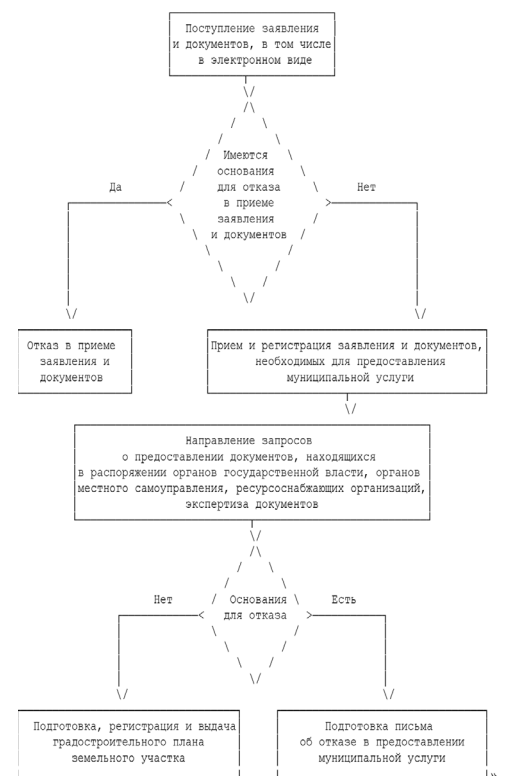 Поступление заявления
и документов, в том числе
в электронном виде
Имеются
основания
для отказа
в приеме
заявления
и документов
Да
Нет
Отказ в приеме
заявления и
документов
Прием и регистрация заявления и документов,
необходимых для предоставления
муниципальной услуги
Направление запросов
о предоставлении документов, находящихся
в распоряжении органов государственной власти, органов
местного самоуправления, ресурсоснабжающих организаций,
экспертиза документов
Основания
для отказа
Нет
Есть
Подготовка, регистрация и выдача
градостроительного плана
земельного участка
Подготовка письма
об отказе в предоставлении
муниципальной услуги
»